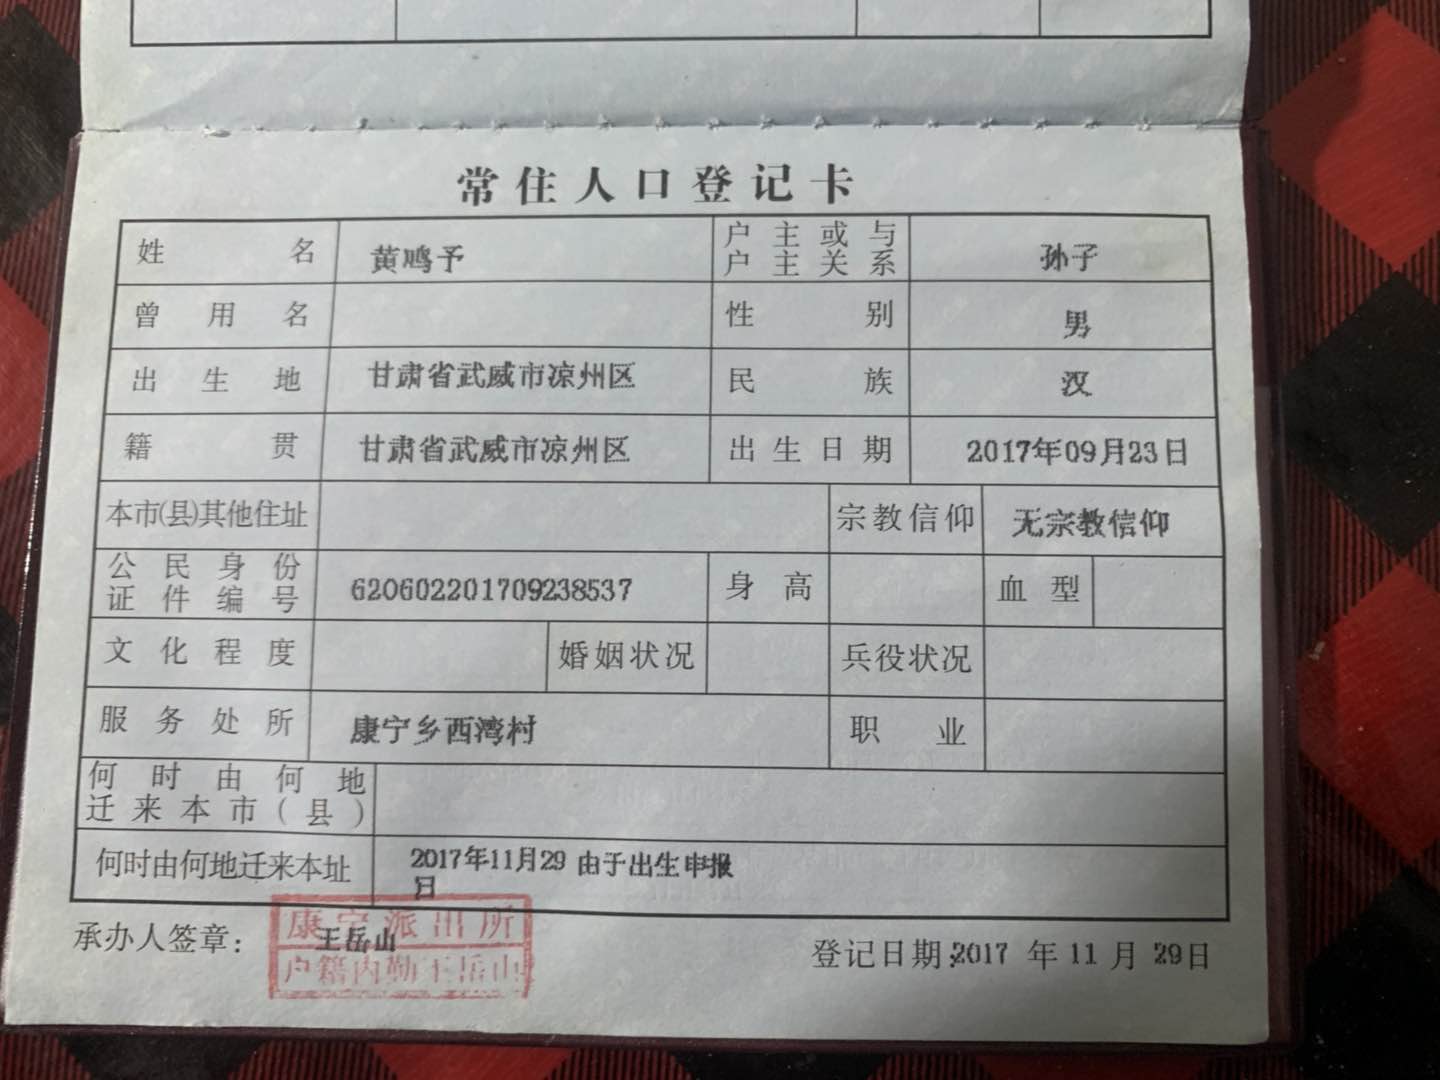 常住人口登记卡
姓名 黄鸣予 户主或与户主关系 孙子
曾用名 性别 男
出生地 甘肃省武威市凉州区 民族 汉
籍贯 甘肃省武威市凉州区 出生日期 2017年09月23日
本市(县)其他住址 宗教信仰 无宗教信仰
公民身份证件编号 620602201709238537 身高 血型
文化程度 婚姻状况 兵役状况
服务处所 康宁乡西湾村 职业
何时由何地迁来本市(县)
何时由何地迁来本址 2017年11月29日 由于出生申报
承办人签章: 王岳山 登记日期:2017年11月29日
康宁派出所
户籍内勤王岳山